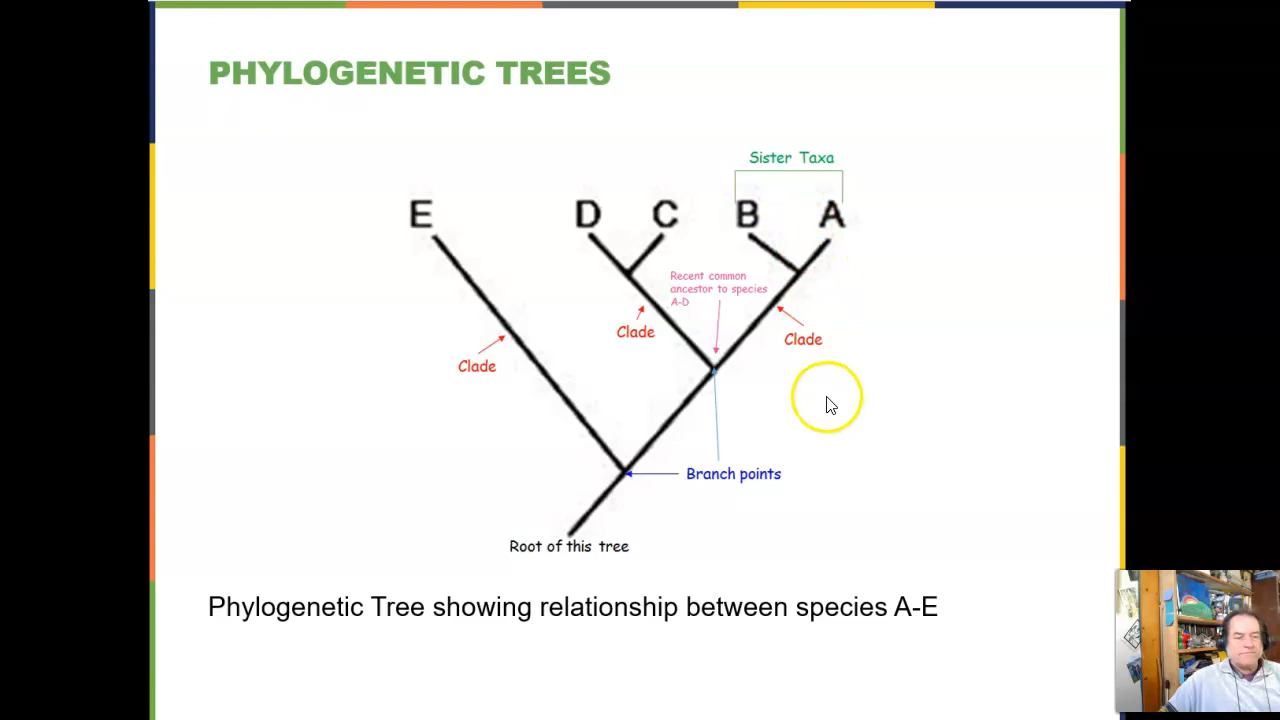 PHYLOGENETIC TREES
Sister Taxa
E
D
C
B
A
Recent common
ancestor to species
A-D
Clade
Clade
Clade
Branch points
Root of this tree
Phylogenetic Tree showing relationship between species A-E